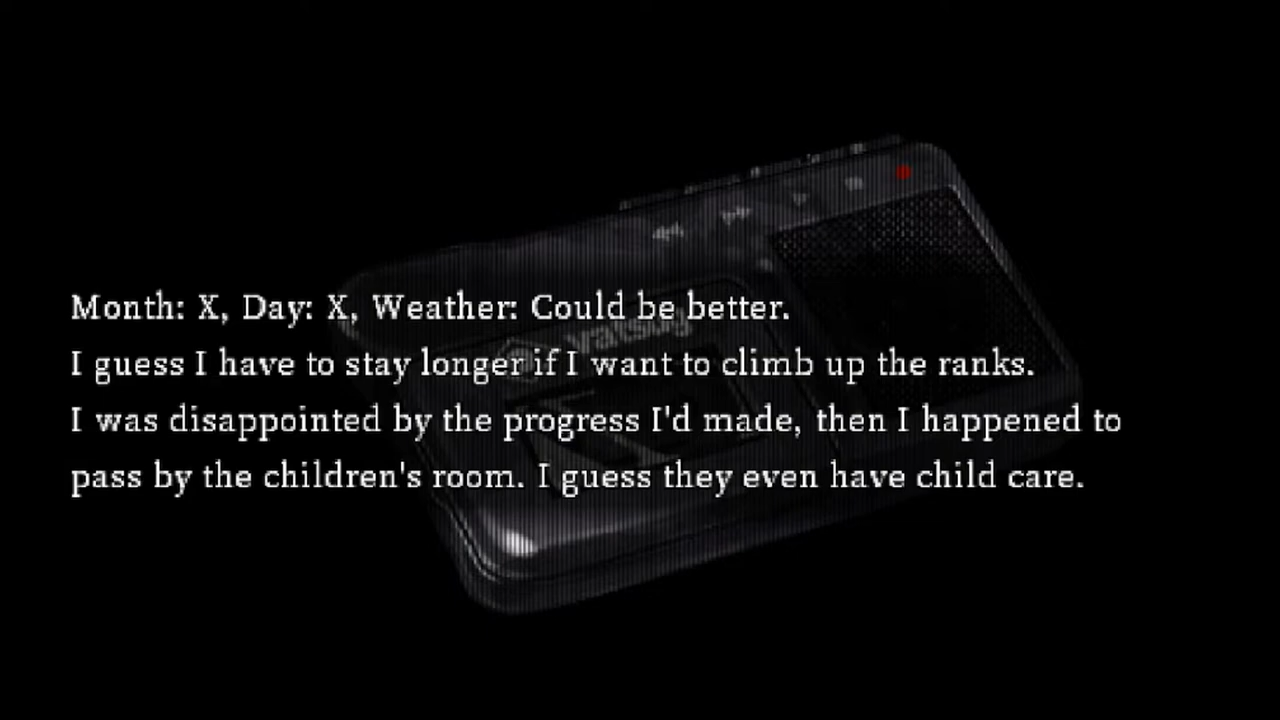 Month: X, Day: X, Weather: Could be better.
I guess I have to stay longer if I want to climb up the ranks.
I was disappointed by the progress I'd made, then I happened to
pass by the children's room. I guess they even have child care.